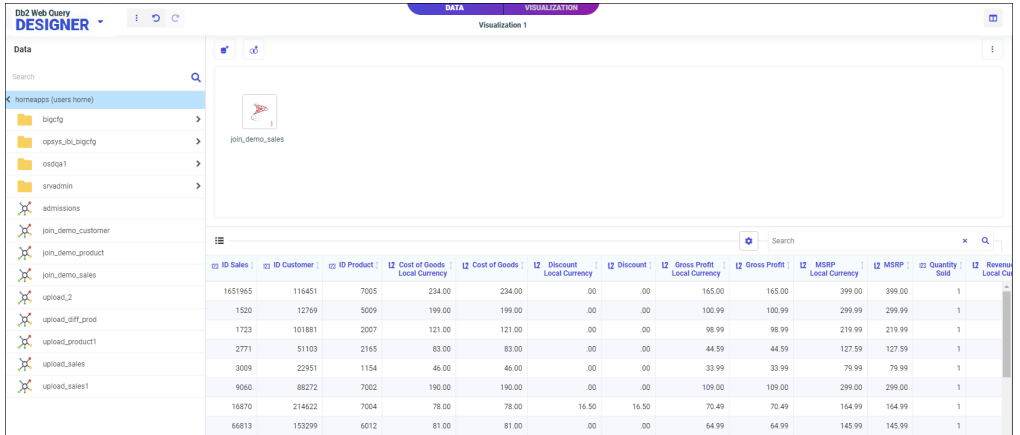 Db2 Web Query
DESIGNER
DATA
VISUALIZATION
Visualization 1
Data
Search
homeapps (users home)
bigcfg
opsys_ibi_bigcfg
osdqa1
srvadmin
admissions
join_demo_customer
join_demo_product
join_demo_sales
upload_2
upload_diff_prod
upload_product1
upload_sales
upload_sales1
join_demo_sales
Search
ID Sales ID Customer ID Product Cost of Goods Local Currency Cost of Goods Discount Local Currency Discount Gross Profit Local Currency Gross Profit MSRP Local Currency MSRP Quantity Sold
1651965 116451 7005 234.00 234.00 .00 .00 165.00 165.00 399.00 399.00 1
1520 12769 5009 199.00 199.00 .00 .00 100.99 100.99 299.99 299.99 1
1723 101881 2007 121.00 121.00 .00 .00 98.99 98.99 219.99 219.99 1
2771 51103 2165 83.00 83.00 .00 .00 44.59 44.59 127.59 127.59 1
3009 22951 1154 46.00 46.00 .00 .00 33.99 33.99 79.99 79.99 1
9060 88272 7002 190.00 190.00 .00 .00 109.00 109.00 299.00 299.00 1
16870 214622 7004 78.00 78.00 16.50 16.50 70.49 70.49 164.99 164.99 1
66813 153299 6012 81.00 81.00 .00 .00 64.99 64.99 145.99 145.99 1